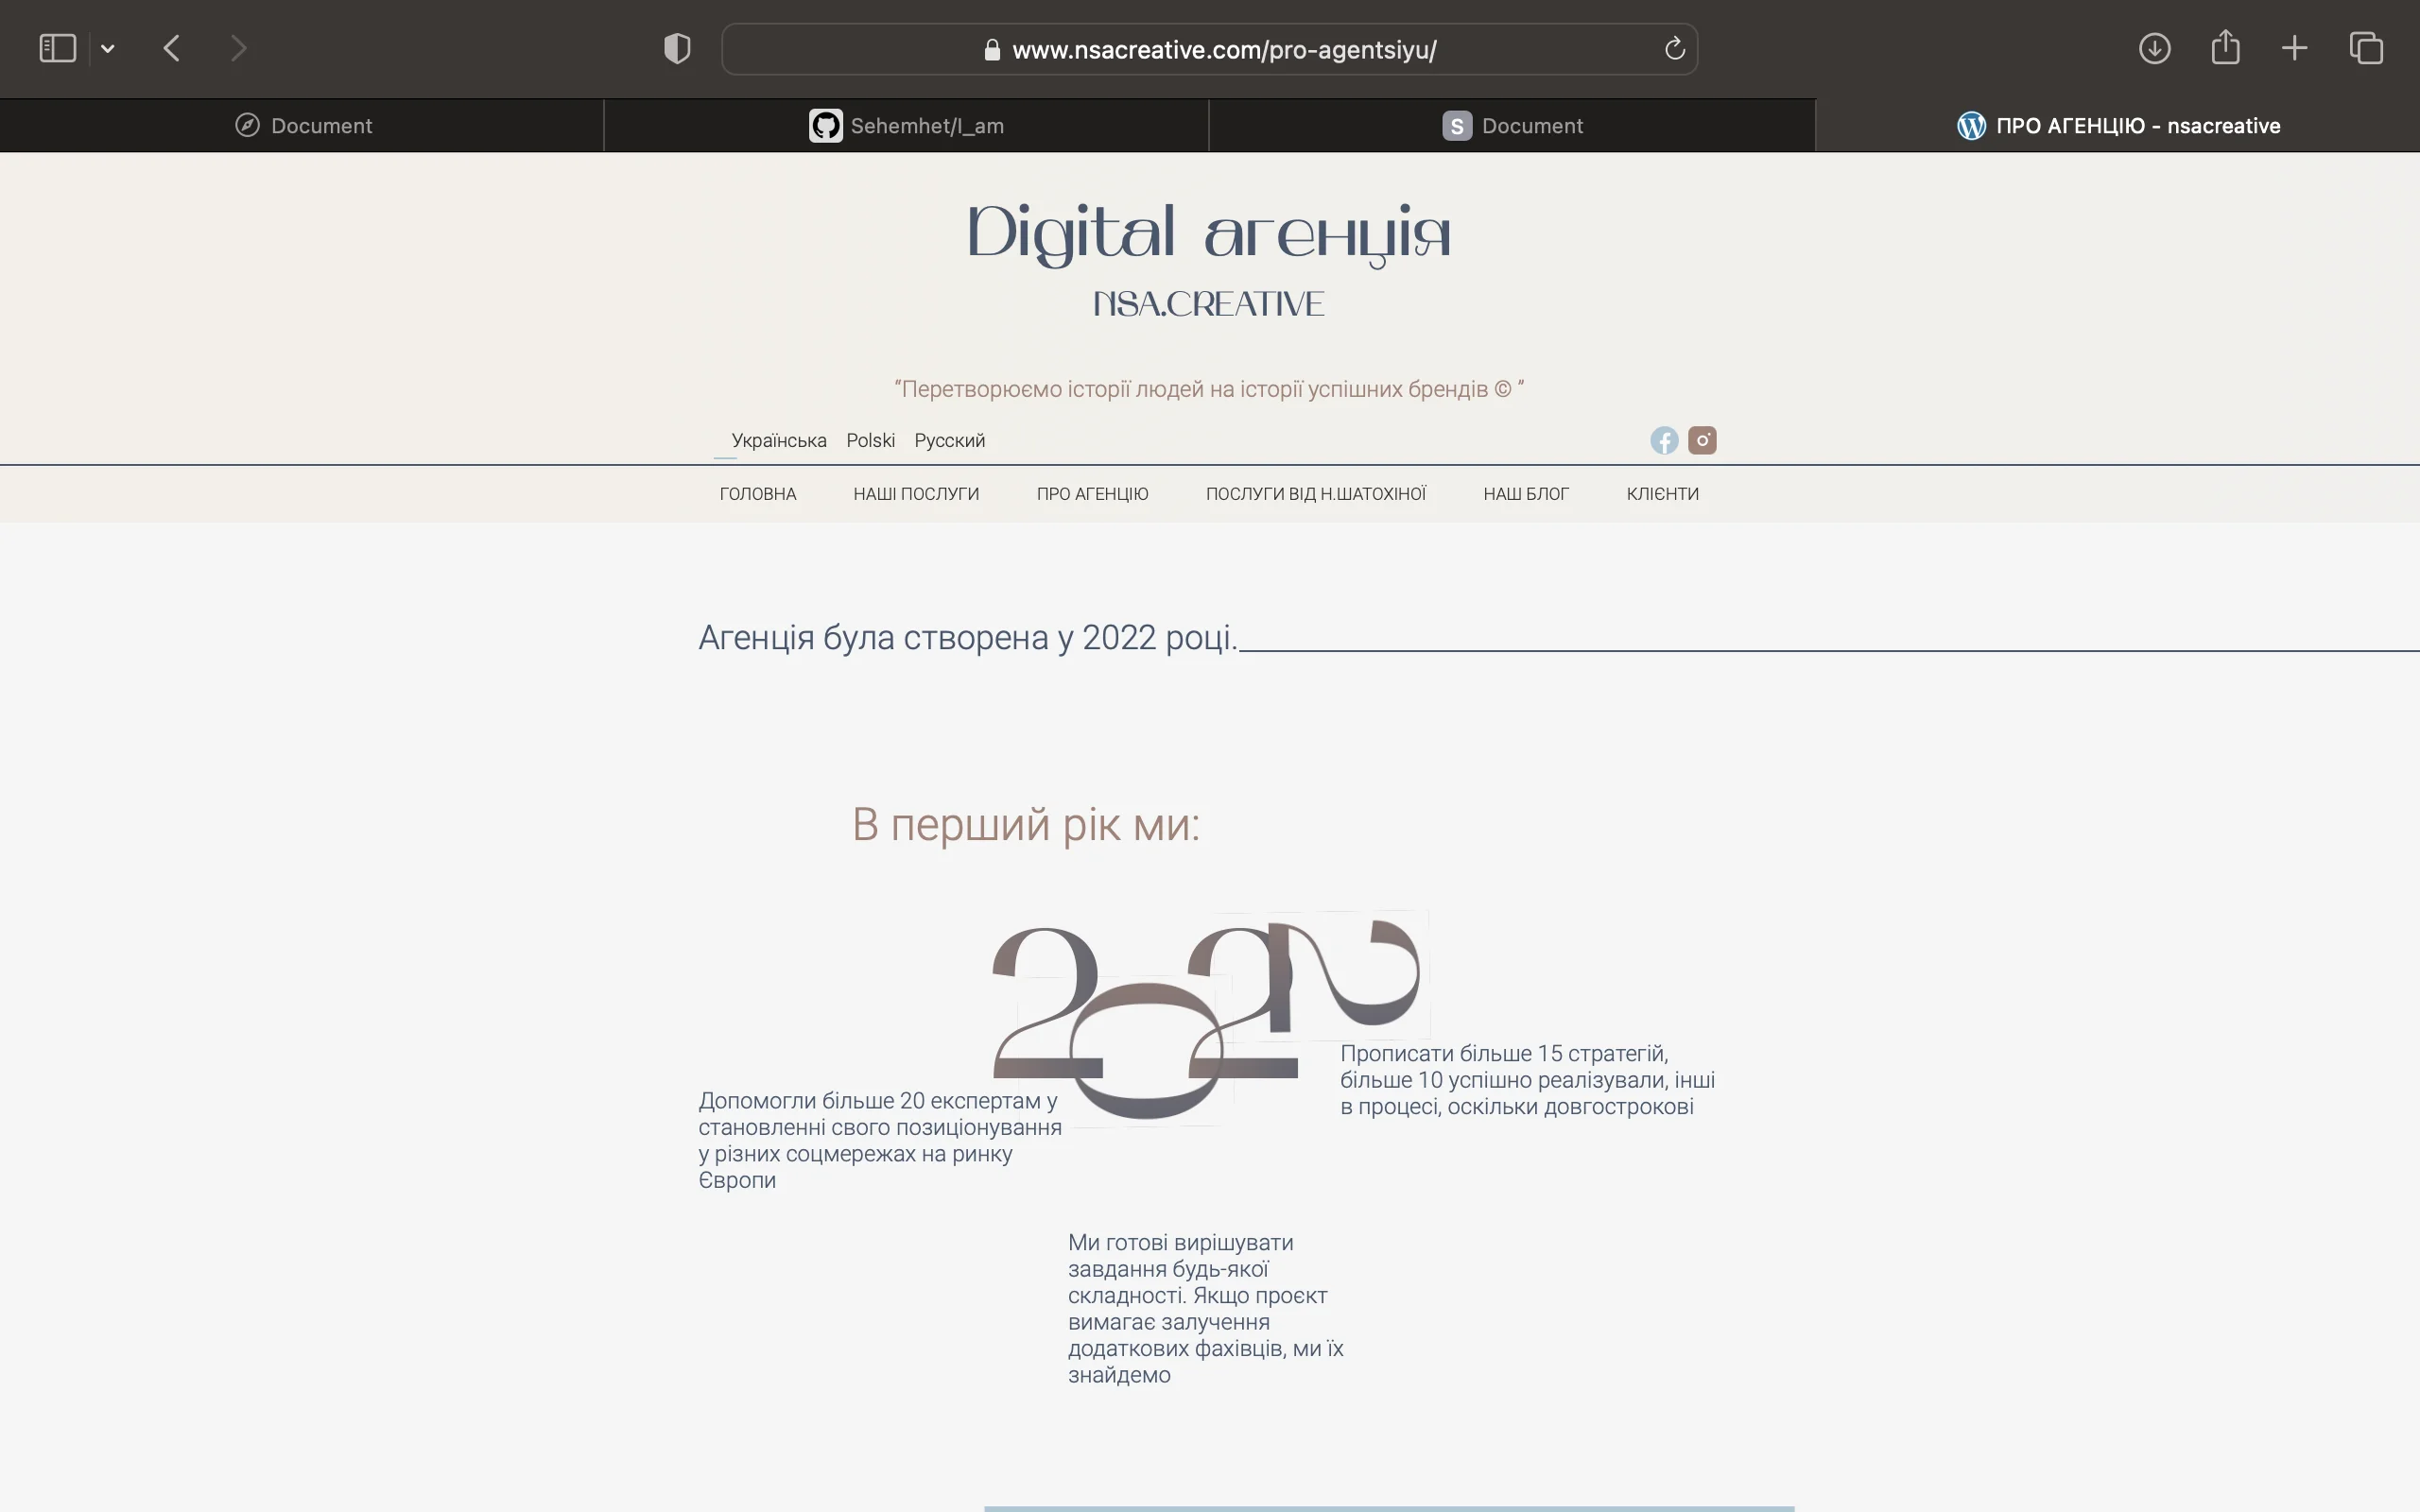 www.nsacreative.com/pro-agentsiyu/
Document
Sehemhet/I_am
S Document
ПРО АГЕНЦІЮ - nsacreative
Digital агенція
NSA.CREATIVE
“Перетворюємо історії людей на історії успішних брендів © ”
Українська Polski Русский
ГОЛОВНА НАШІ ПОСЛУГИ ПРО АГЕНЦІЮ ПОСЛУГИ ВІД Н.ШАТОХІНОЇ НАШ БЛОГ КЛІЄНТИ
Агенція була створена у 2022 році.
В перший рік ми:
2022
Допомогли більше 20 експертам у
становленні свого позиціонування
у різних соцмережах на ринку
Європи
Прописати більше 15 стратегій,
більше 10 успішно реалізували, інші
в процесі, оскільки довгострокові
Ми готові вирішувати
завдання будь-якої
складності. Якщо проєкт
вимагає залучення
додаткових фахівців, ми їх
знайдемо